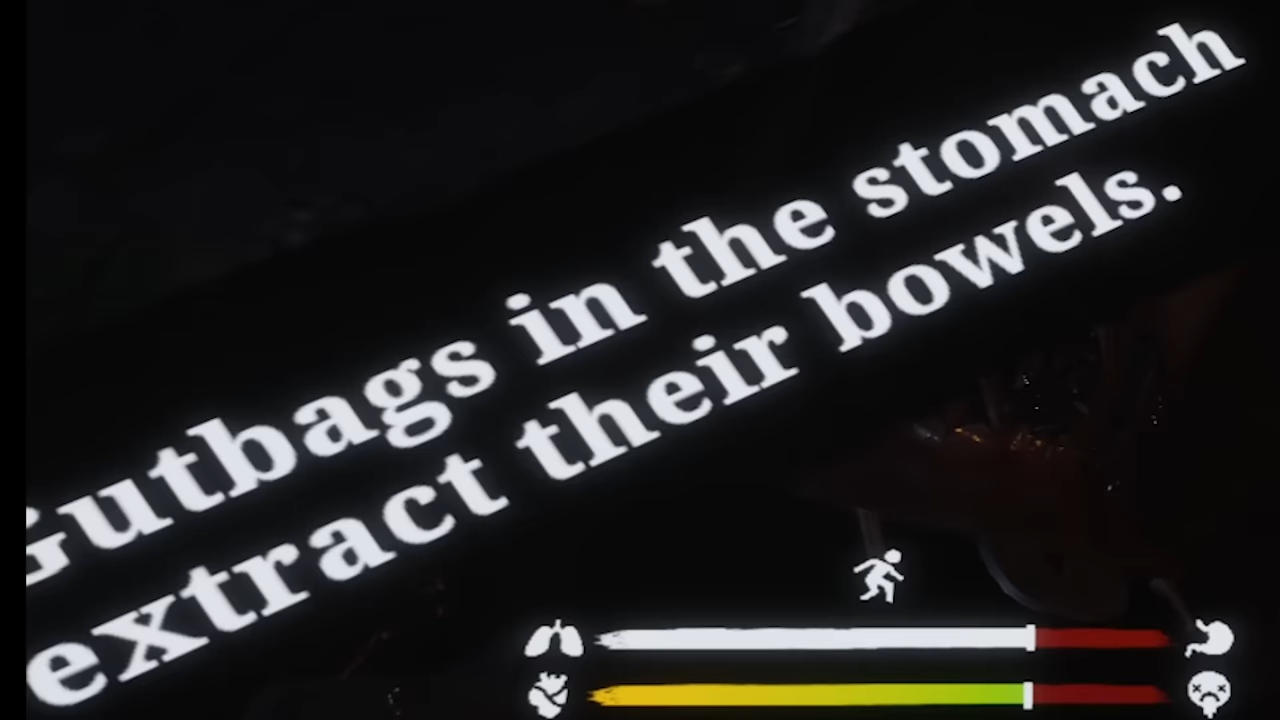 Gutbags in the stomach
extract their bowels.